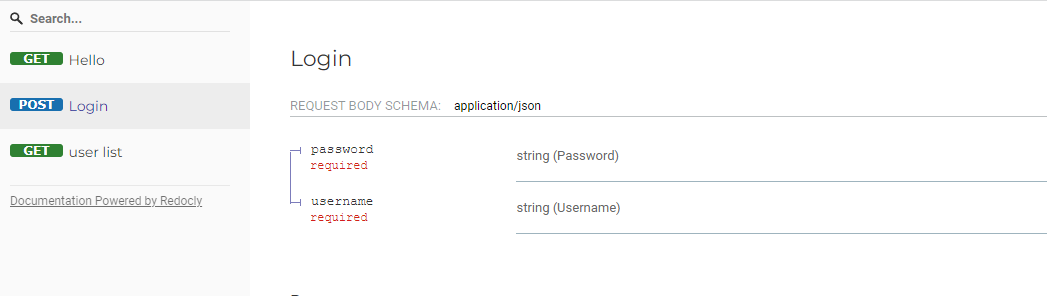 Search...
GET Hello
POST Login
GET user list
Documentation Powered by Redocly
Login
REQUEST BODY SCHEMA: application/json
password
required
string (Password)
username
required
string (Username)